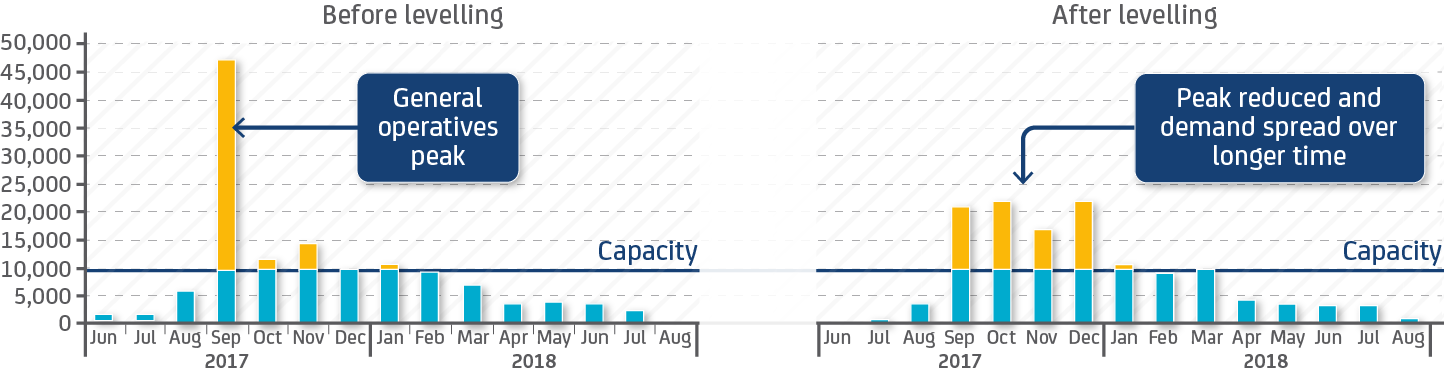 Before levelling
After levelling
50,000
45,000
40,000
35,000
30,000
25,000
20,000
15,000
10,000
5,000
0
General
operatives
peak
Capacity
Jun Jul Aug Sep Oct Nov Dec Jan Feb Mar Apr May Jun Jul Aug
2017 2018
Peak reduced and
demand spread over
longer time
Capacity
Jun Jul Aug Sep Oct Nov Dec Jan Feb Mar Apr May Jun Jul Aug
2017 2018